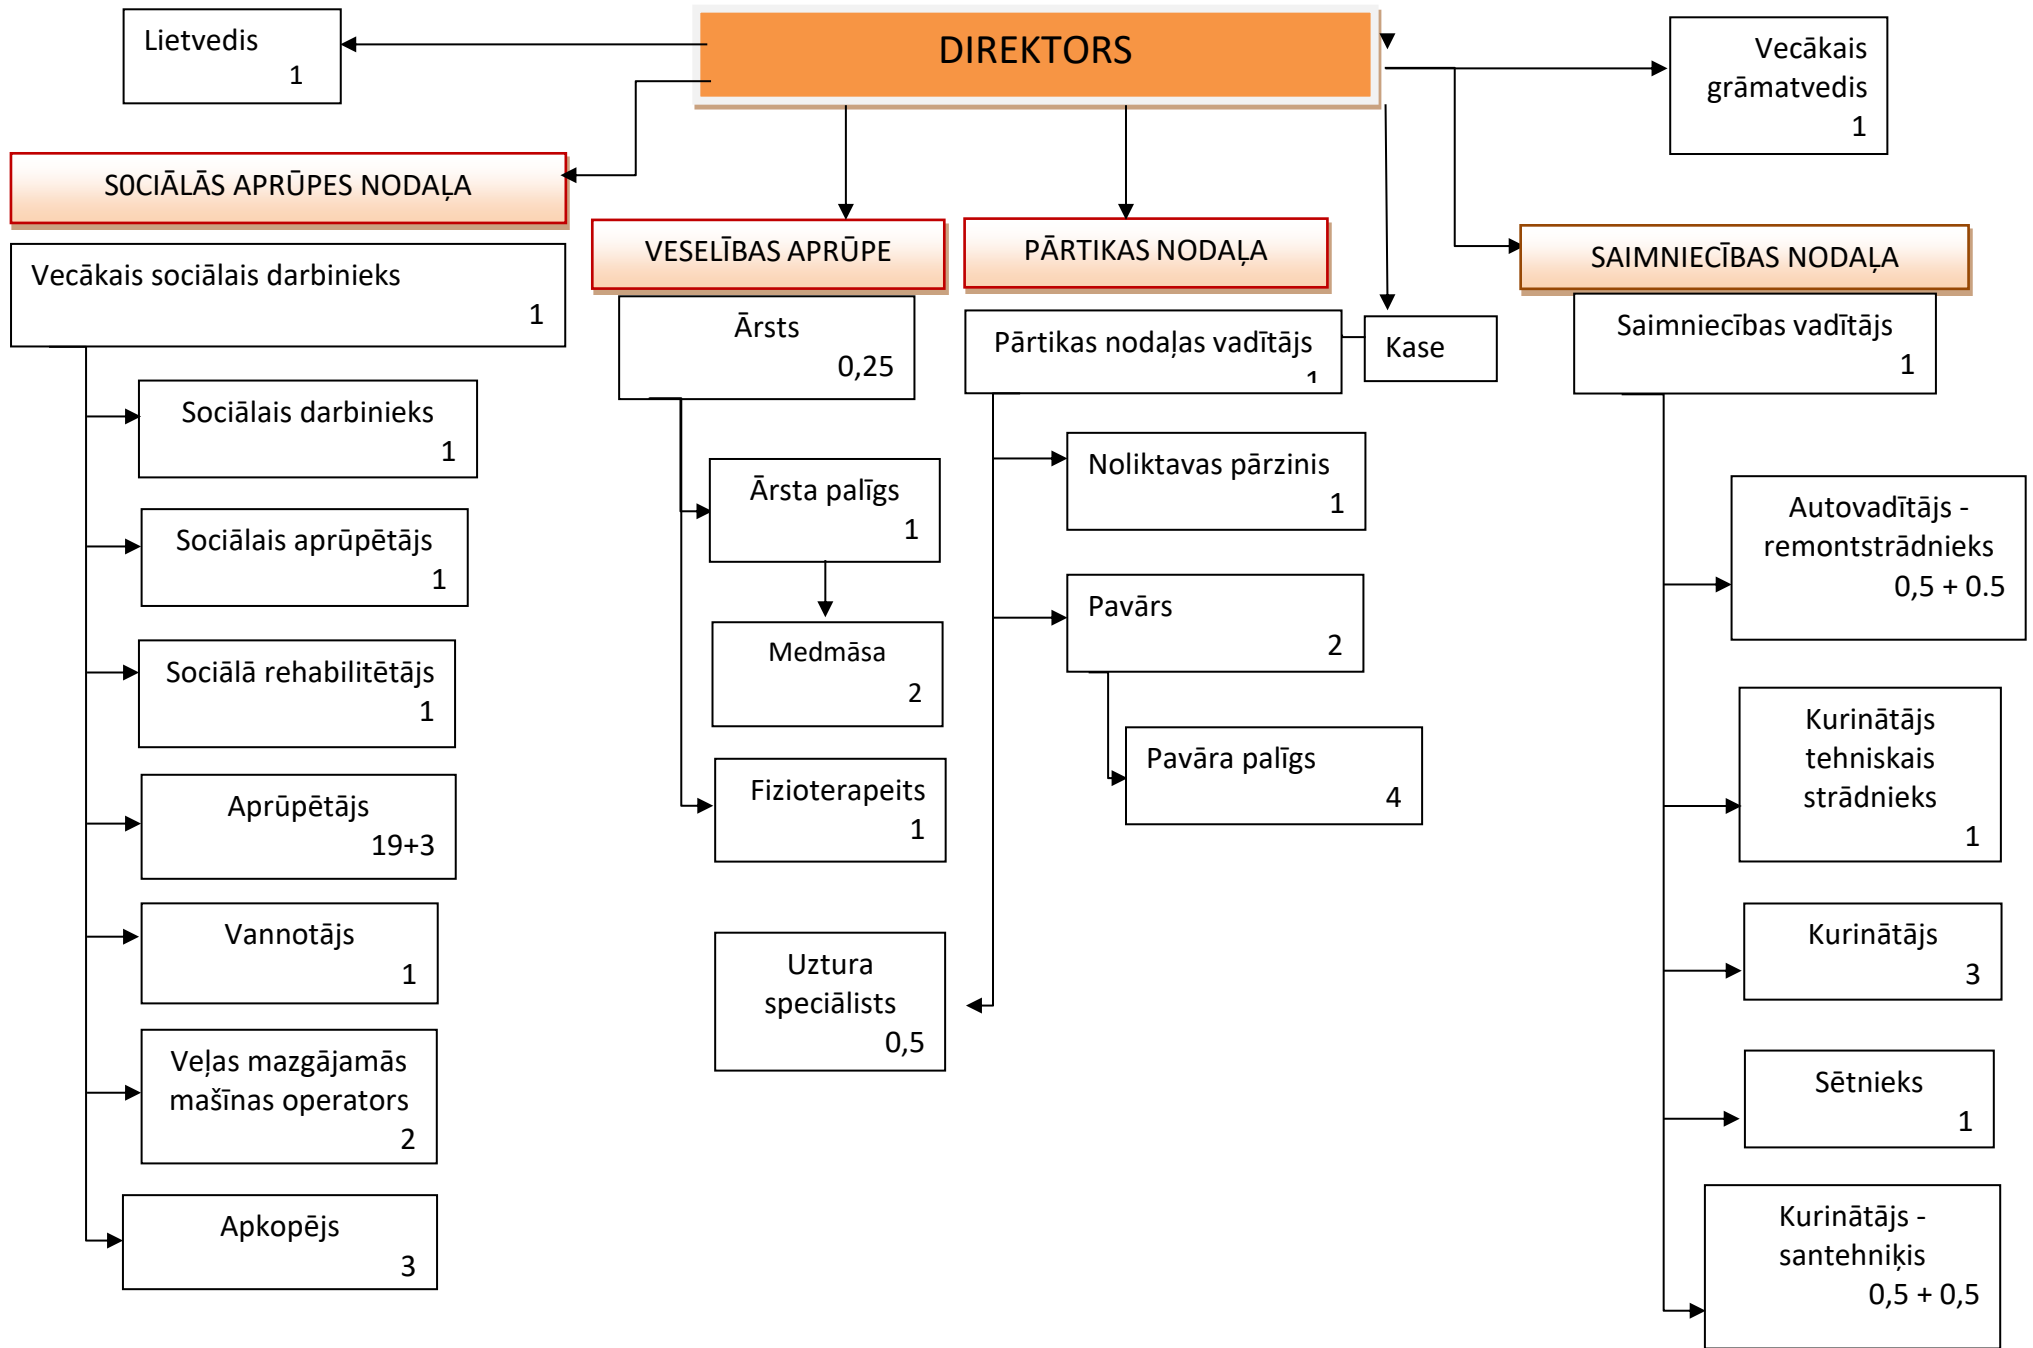 Lietvedis
1
DIREKTORS
Vecākais
grāmatvedis
1
S0CIĀLĀS APRŪPES NODAĻA
Vecākais sociālais darbinieks
1
Sociālais darbinieks
1
Sociālais aprūpētājs
1
Sociālā rehabilitētājs
1
Aprūpētājs
19+3
Vannotājs
1
Veļas mazgājamās
mašīnas operators
2
Apkopējs
3
VESELĪBAS APRŪPE
Ārsts
0,25
Ārsta palīgs
1
Medmāsa
2
Fizioterapeits
1
Uztura
speciālists
0,5
PĀRTIKAS NODAĻA
Pārtikas nodaļas vadītājs
1
Kase
Noliktavas pārzinis
1
Pavārs
2
Pavāra palīgs
4
SAIMNIECĪBAS NODAĻA
Saimniecības vadītājs
1
Autovadītājs -
remontstrādnieks
0,5 + 0.5
Kurinātājs
tehniskais
strādnieks
1
Kurinātājs
3
Sētnieks
1
Kurinātājs -
santehniķis
0,5 + 0,5